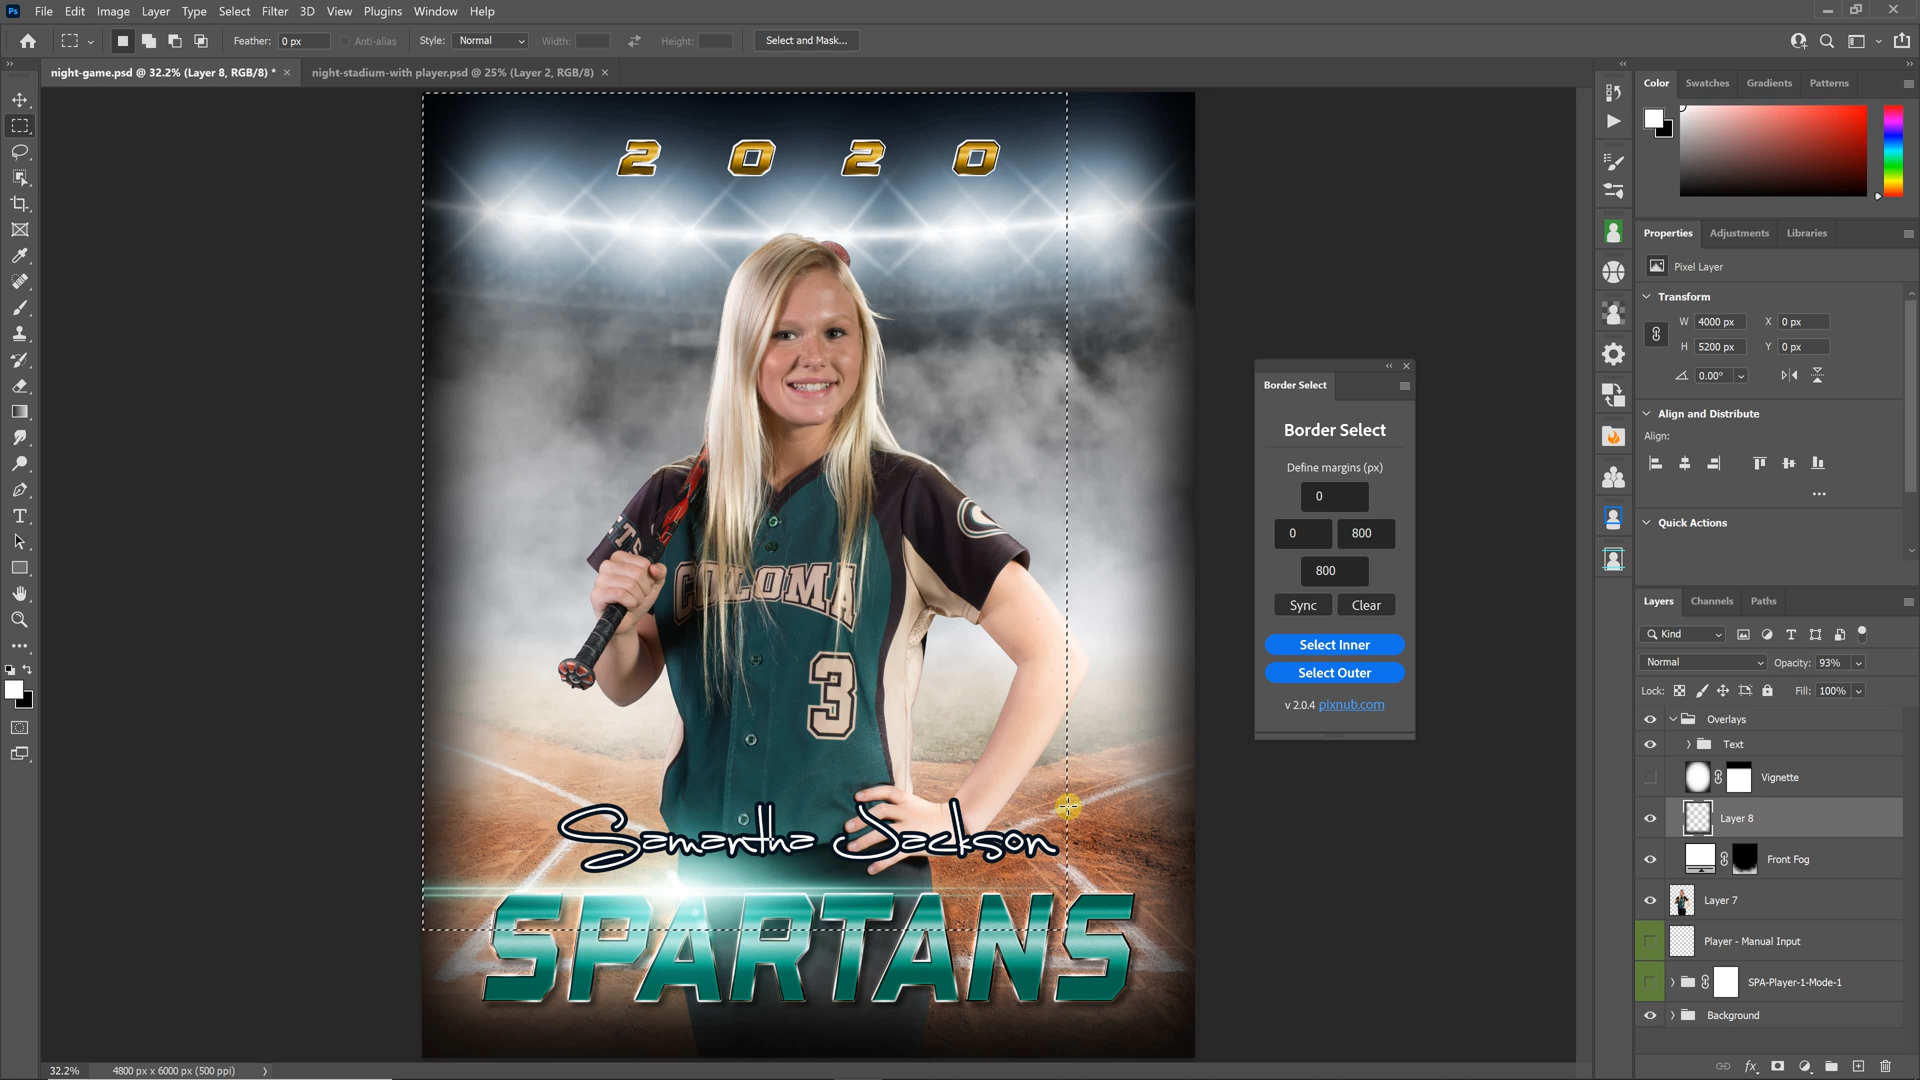 Ps File Edit Image Layer Type Select Filter 3D View Plugins Window Help
Feather: 0 px Anti-alias Style: Normal Width: Height: Select and Mask...
night-game.psd @ 32.2% (Layer 8, RGB/8) * × night-stadium-with player.psd @ 25% (Layer 2, RGB/8) ×
2 0 2 0
COLOMA
3
Samantha Jackson
SPARTANS
Border Select
Border Select
Define margins (px)
0
0 800
800
Sync Clear
Select Inner
Select Outer
v 2.0.4 pixnub.com
Color Swatches Gradients Patterns
Properties Adjustments Libraries
Pixel Layer
Transform
W 4000 px X 0 px
H 5200 px Y 0 px
0.00°
Align and Distribute
Align:
Quick Actions
Layers Channels Paths
Kind
Normal Opacity: 93%
Lock: Fill: 100%
Overlays
Text
Vignette
Layer 8
Front Fog
Layer 7
Player - Manual Input
SPA-Player-1-Mode-1
Background
fx
32.2% 4800 px x 6000 px (500 ppi)